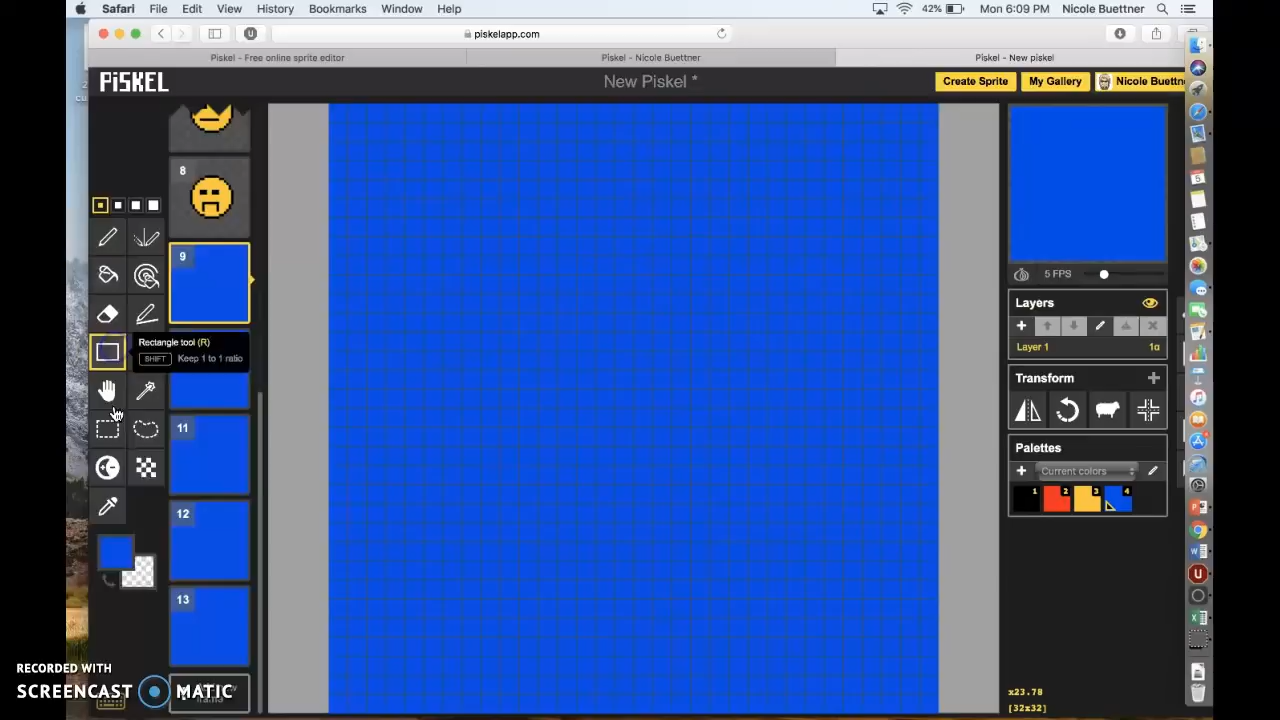 Safari File Edit View History Bookmarks Window Help 42% Mon 6:09 PM Nicole Buettner
piskelapp.com
Piskel - Free online sprite editor Piskel - Nicole Buettner Piskel - New piskel
PiSKEL New Piskel * Create Sprite My Gallery Nicole Buettn
8
9
Rectangle tool (R)
SHIFT Keep 1 to 1 ratio
11
12
13
5 FPS
Layers
Layer 1 1α
Transform
Palettes
Current colors
1 2 3 4
x23.78
[32x32]
RECORDED WITH
SCREENCAST MATIC